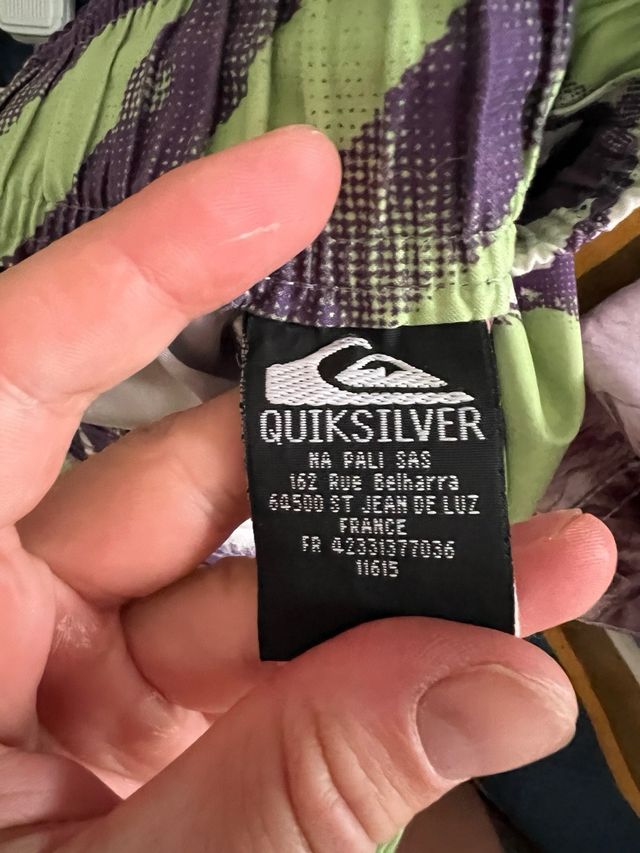 QUIKSILVER
NA PALI SAS
162 Rue Belharra
64500 ST JEAN DE LUZ
FRANCE
FR 42331377036
11615